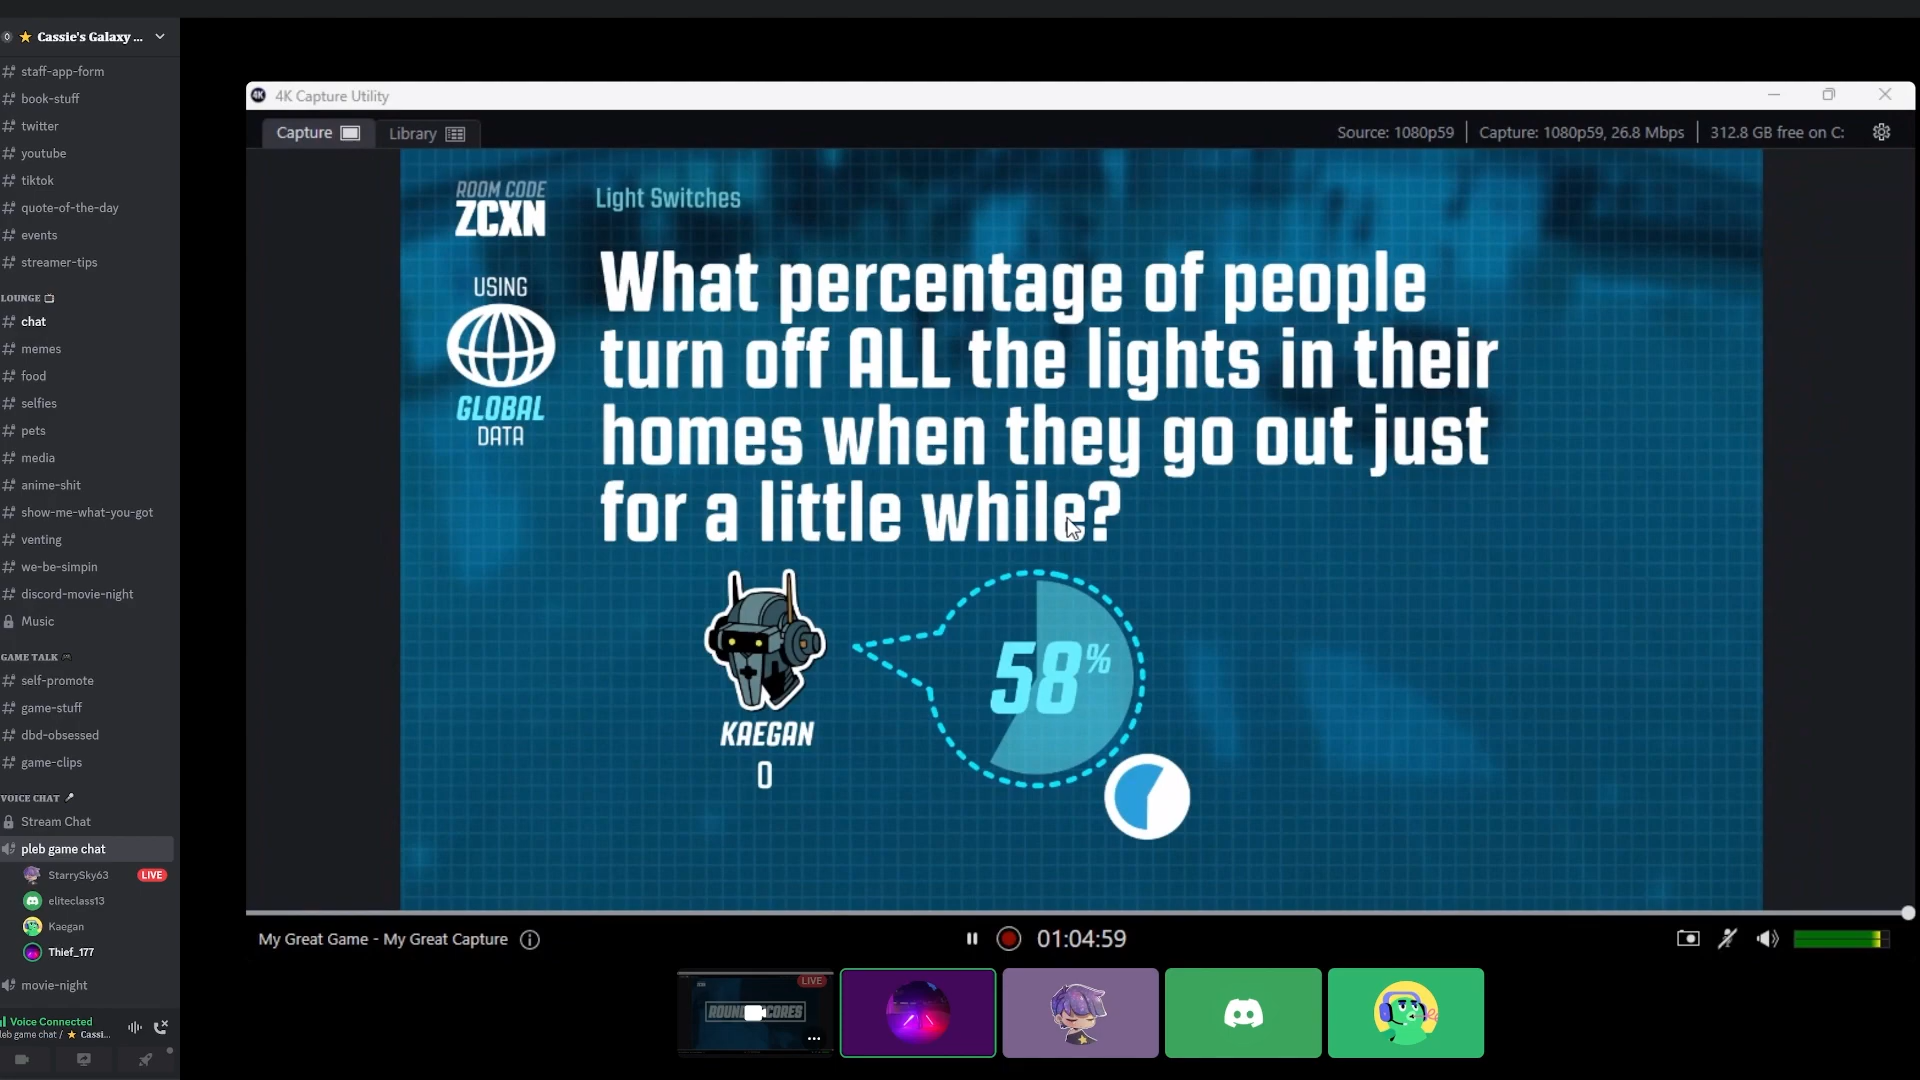 Cassie's Galaxy ...
staff-app-form
book-stuff
twitter
youtube
tiktok
quote-of-the-day
events
streamer-tips
LOUNGE
chat
memes
food
selfies
pets
media
anime-shit
show-me-what-you-got
venting
we-be-simpin
discord-movie-night
Music
GAME TALK
self-promote
game-stuff
dbd-obsessed
game-clips
VOICE CHAT
Stream Chat
pleb game chat
StarrySky63 LIVE
eliteclass13
Kaegan
Thief_177
movie-night
Voice Connected
leb game chat / Cassi...
4K 4K Capture Utility
Capture Library
Source: 1080p59 Capture: 1080p59, 26.8 Mbps 312.8 GB free on C:
ROOM CODE
ZCXN
USING
GLOBAL
DATA
Light Switches
What percentage of people
turn off ALL the lights in their
homes when they go out just
for a little while?
58%
KAEGAN
0
My Great Game - My Great Capture
01:04:59
LIVE